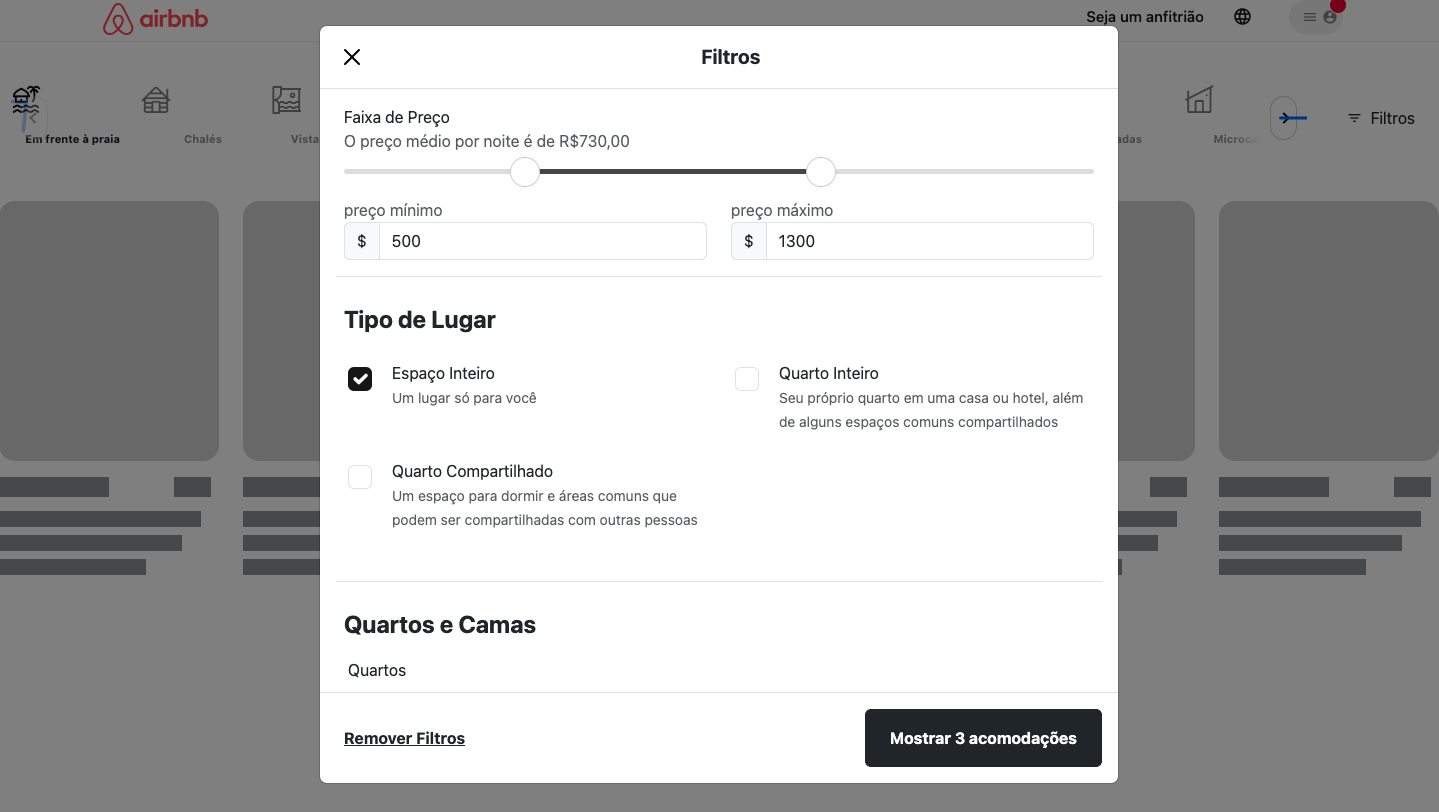 airbnb
Seja um anfitrião
Filtros
Em frente à praia
Chalés
Vista
adas
Microca
Filtros
Faixa de Preço
O preço médio por noite é de R$730,00
preço mínimo
preço máximo
$ 500
$ 1300
Tipo de Lugar
Espaço Inteiro
Um lugar só para você
Quarto Inteiro
Seu próprio quarto em uma casa ou hotel, além
de alguns espaços comuns compartilhados
Quarto Compartilhado
Um espaço para dormir e áreas comuns que
podem ser compartilhadas com outras pessoas
Quartos e Camas
Quartos
Remover Filtros
Mostrar 3 acomodações